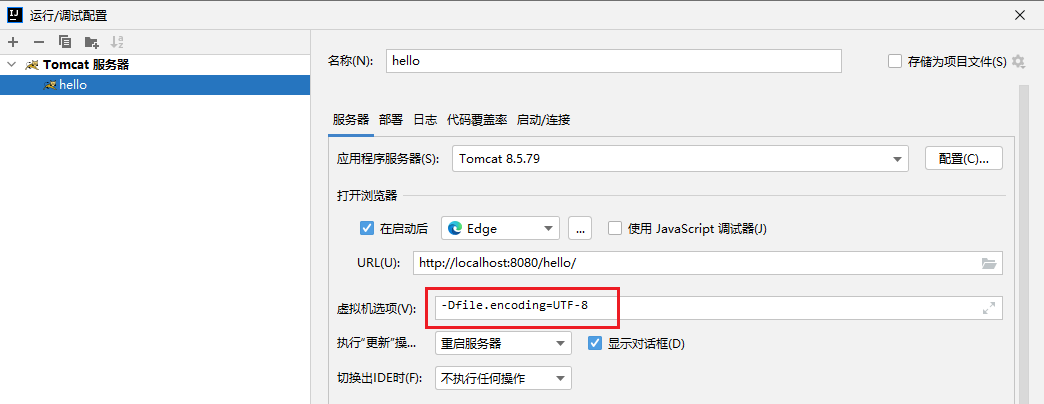 运行/调试配置
Tomcat 服务器
hello
名称(N): hello 存储为项目文件(S)
服务器 部署 日志 代码覆盖率 启动/连接
应用程序服务器(S): Tomcat 8.5.79 配置(C)...
打开浏览器
在启动后 Edge ... 使用 JavaScript 调试器(J)
URL(U): http://localhost:8080/hello/
虚拟机选项(V): -Dfile.encoding=UTF-8
执行“更新”操... 重启服务器 显示对话框(D)
切换出IDE时(F): 不执行任何操作